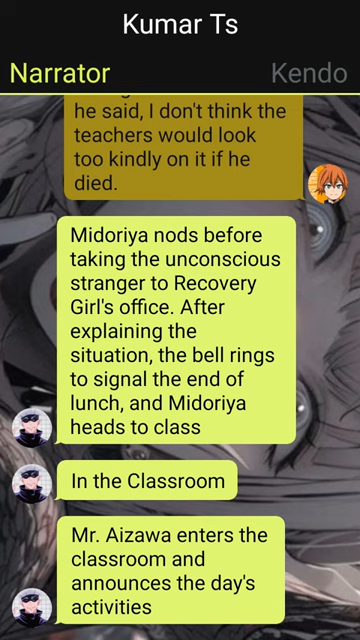 Kumar Ts
Narrator
Kendo
he said, I don't think the
teachers would look
too kindly on it if he
died.
Midoriya nods before
taking the unconscious
stranger to Recovery
Girl's office. After
explaining the
situation, the bell rings
to signal the end of
lunch, and Midoriya
heads to class
In the Classroom
Mr. Aizawa enters the
classroom and
announces the day's
activities